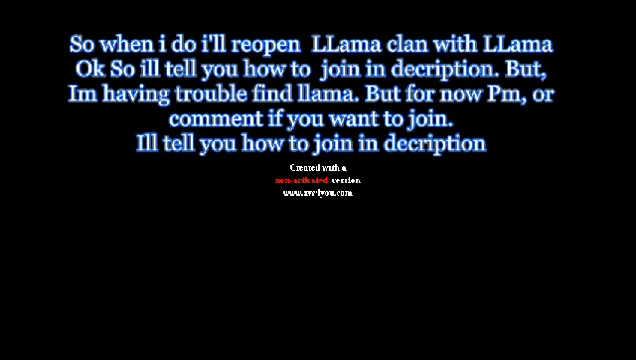 So when i do i'll reopen LLama clan with LLama
Ok So ill tell you how to join in decription. But,
Im having trouble find llama. But for now Pm, or
comment if you want to join.
Ill tell you how to join in decription
Created with a
non-activated version
www.avs4you.com